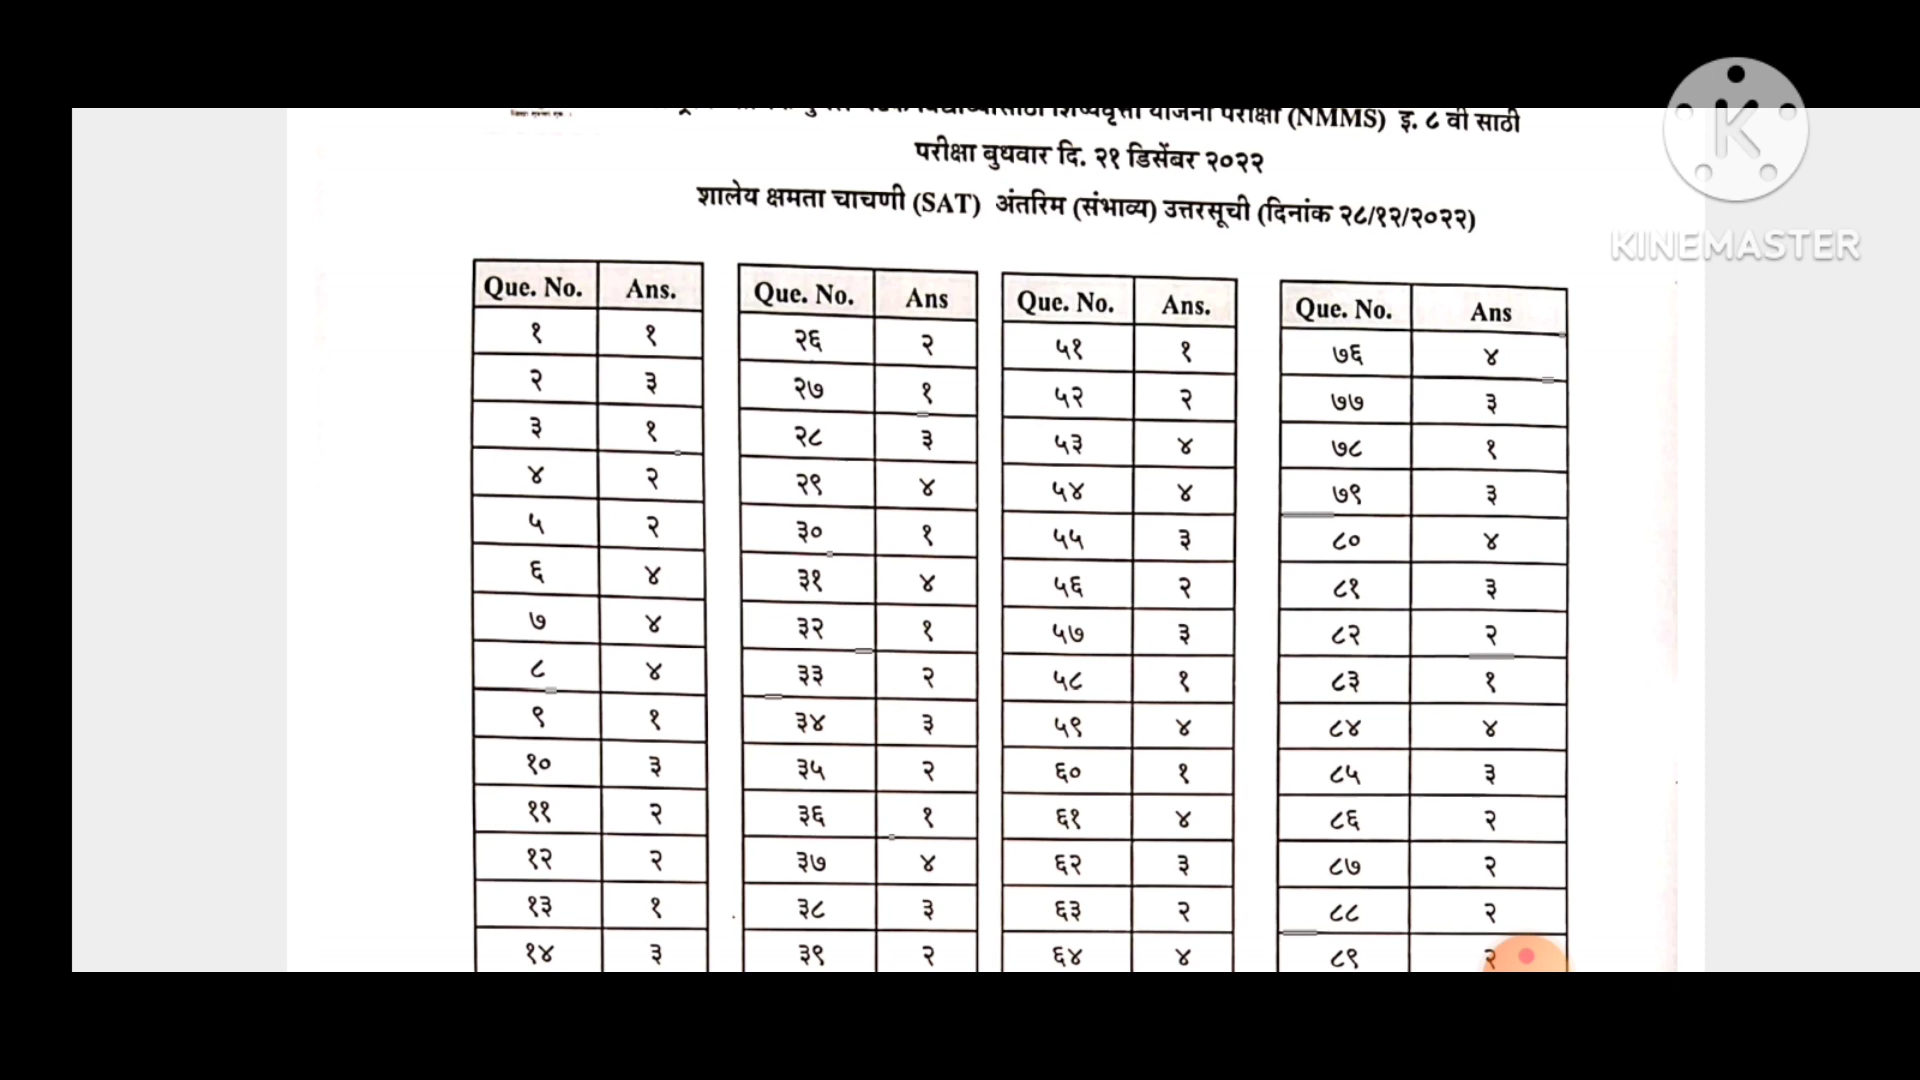 शिष्यवृत्ती योजना परीक्षा (NMMS) इ. ८ वी साठी
परीक्षा बुधवार दि. २१ डिसेंबर २०२२
शालेय क्षमता चाचणी (SAT) अंतरिम (संभाव्य) उत्तरसूची (दिनांक २८/१२/२०२२)
KINEMASTER
Que. No. Ans. Que. No. Ans Que. No. Ans. Que. No. Ans
१ १ २६ २ ५१ १ ७६ ४
२ ३ २७ १ ५२ २ ७७ ३
३ १ २८ ३ ५३ ४ ७८ १
४ २ २९ ४ ५४ ४ ७९ ३
५ २ ३० १ ५५ ३ ८० ४
६ ४ ३१ ४ ५६ २ ८१ ३
७ ४ ३२ १ ५७ ३ ८२ २
८ ४ ३३ २ ५८ १ ८३ १
९ १ ३४ ३ ५९ ४ ८४ ४
१० ३ ३५ २ ६० १ ८५ ३
११ २ ३६ १ ६१ ४ ८६ २
१२ २ ३७ ४ ६२ ३ ८७ २
१३ १ ३८ ३ ६३ २ ८८ २
१४ ३ ३९ २ ६४ ४ ८९ २